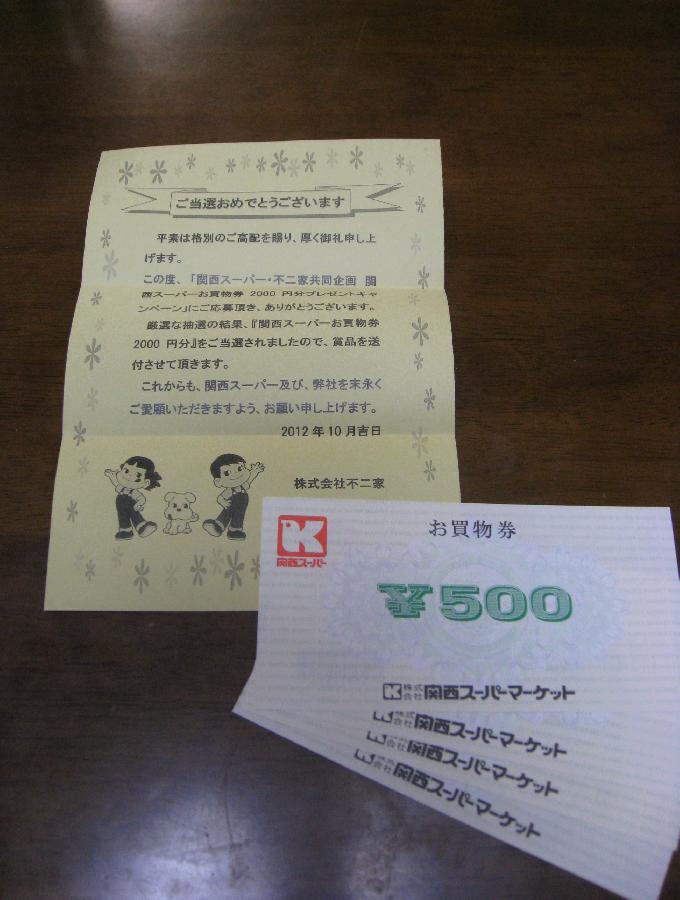 ご当選おめでとうございます
平素は格別のご高配を賜り、厚く御礼申し上
げます。
この度、「関西スーパー・不二家共同企画 関
西スーパーお買物券 2000 円分プレゼントキャ
ンペーン」にご応募頂き、ありがとうございます。
厳選な抽選の結果、『関西スーパーお買物券
2000 円分』をご当選されましたので、賞品を送
付させて頂きます。
これからも、関西スーパー及び、弊社を末永く
ご愛顧いただきますよう、お願い申し上げます。
2012 年 10 月吉日
株式会社不二家
K
関西スーパー
お買物券
¥500
K 株式会社 関西スーパーマーケット
株式会社 関西スーパーマーケット
株式会社 関西スーパーマーケット
会社 関西スーパーマーケット